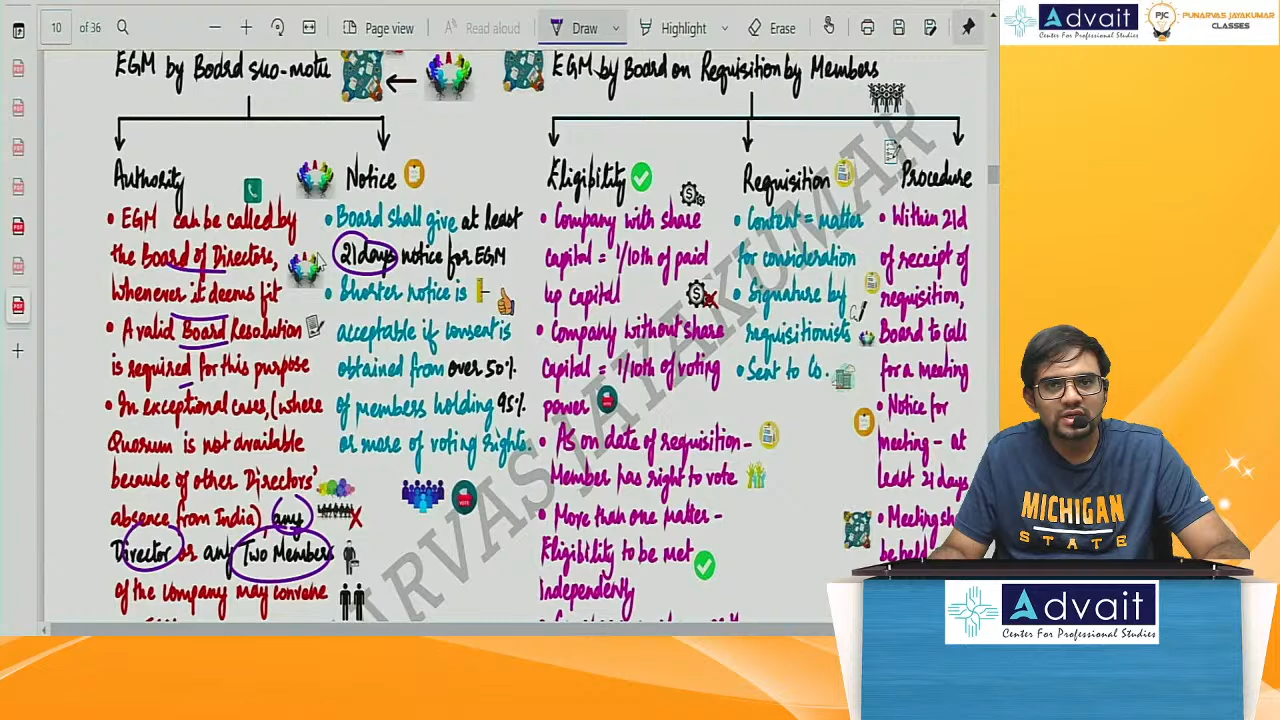 10 of 36
Page view
Read aloud
Draw
Highlight
Erase
Advait
Center For Professional Studies
PJC
PUNARVAS JAYAKUMAR
CLASSES
EGM by Board suo-motu
Authority
• EGM can be called by
the Board of Directors,
whenever it deems fit
• A valid Board Resolution
is required for this purpose
• In exceptional cases, (where
Quorum is not available
because of other Directors'
absence from India) any
Director or any Two Members
of the company may convene
Notice
• Board shall give at least
21 days notice for EGM
• Shorter notice is
acceptable if consent is
obtained from over 50%
of members holding 95%
or more of voting rights.
EGM by Board on Requisition by Members
Eligibility
• Company with share
capital = 1/10th of paid
up capital
• Company without share
capital = 1/10th of voting
power
• As on date of requisition -
Member has right to vote
• More than one matter -
Eligibility to be met
independently
Requisition
• Content = matter
for consideration
• Signature by
requisitionists
• Sent to Co.
Procedure
• Within 21d
of receipt of
requisition,
Board to call
for a meeting
• Notice for
meeting - at
least 21 days
• Meeting sh
be held
VOTE
VOTE
ARVAS JAYAKUMAR
MICHIGAN
STATE
Advait
Center For Professional Studies